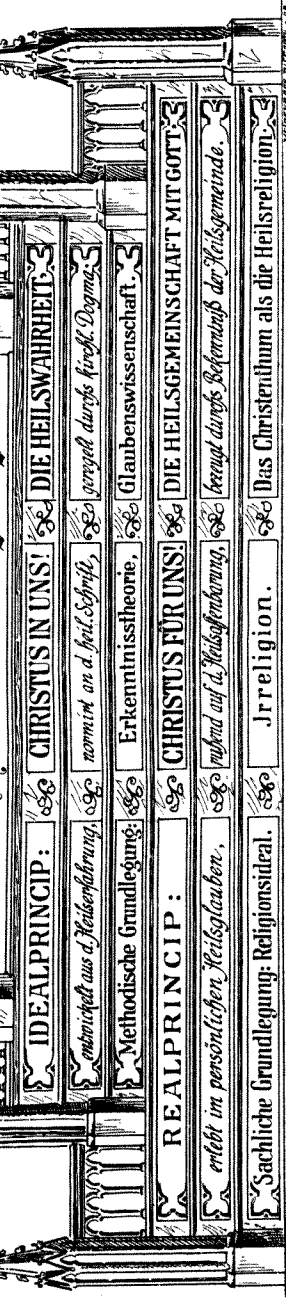 IDEALPRINCIP: CHRISTUS IN UNS! DIE HEILSWAHRHEIT
entwickelt aus d. Heilserfahrung, normirt an d. heil. Schrift, geregelt durchs kirchl. Dogma;
Methodische Grundlegung: Erkenntnisstheorie, Glaubenswissenschaft.
REALPRINCIP: CHRISTUS FÜR UNS! DIE HEILSGEMEINSCHAFT MIT GOTT
erlebt im persönlichen Heilsglauben, ruhend auf d. Heilsoffenbarung, bezeugt durchs Bekenntniß der Heilsgemeinde.
Sachliche Grundlegung: Religionsideal. Jrreligion. Das Christenthum als die Heilsreligion